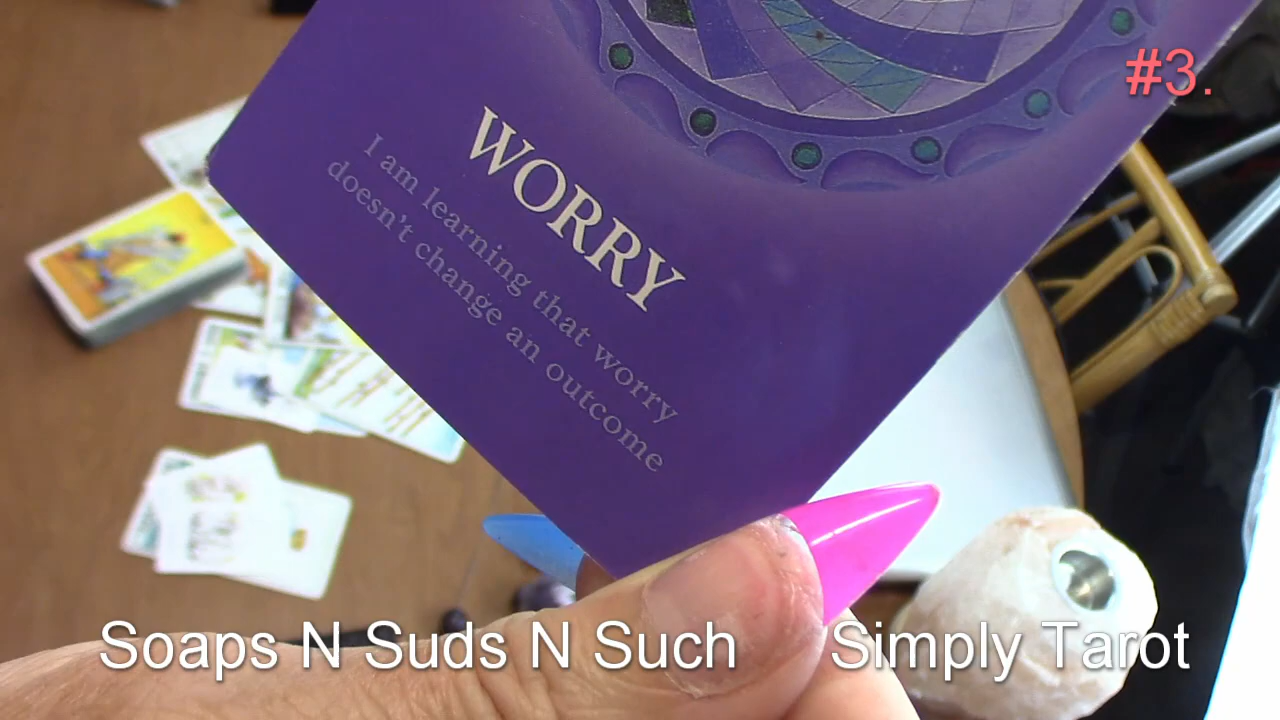 #3.
WORRY
I am learning that worry
doesn't change an outcome
Soaps N Suds N Such Simply Tarot